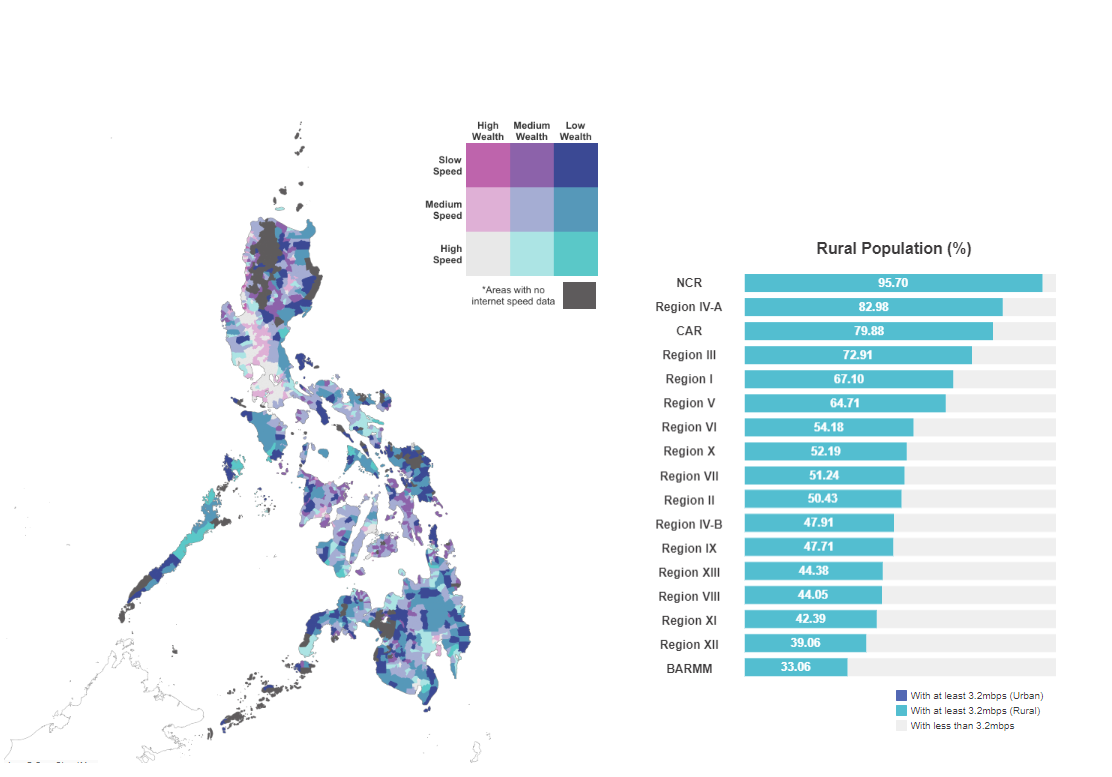 High Wealth
Medium Wealth
Low Wealth
Slow Speed
Medium Speed
High Speed
*Areas with no
internet speed data
Rural Population (%)
NCR 95.70
Region IV-A 82.98
CAR 79.88
Region III 72.91
Region I 67.10
Region V 64.71
Region VI 54.18
Region X 52.19
Region VII 51.24
Region II 50.43
Region IV-B 47.91
Region IX 47.71
Region XIII 44.38
Region VIII 44.05
Region XI 42.39
Region XII 39.06
BARMM 33.06
With at least 3.2mbps (Urban)
With at least 3.2mbps (Rural)
With less than 3.2mbps